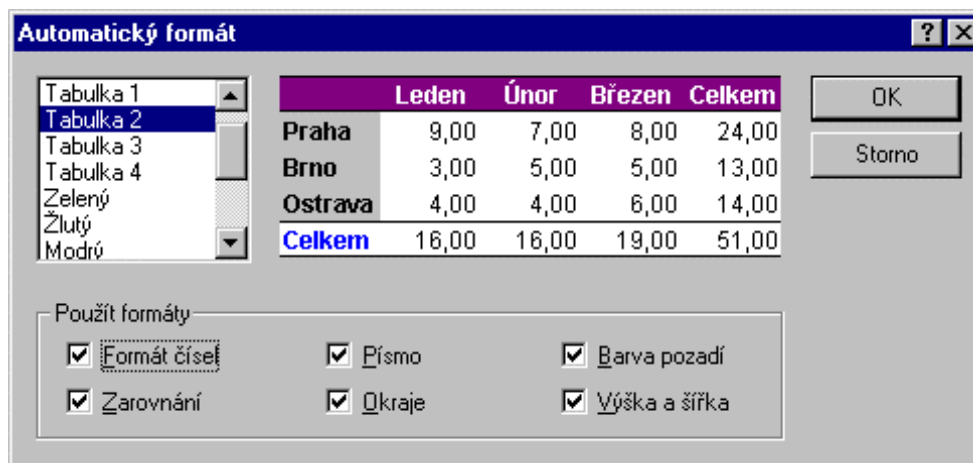 Automatický formát
Tabulka 1
Tabulka 2
Tabulka 3
Tabulka 4
Zelený
Žlutý
Modrý
Leden Únor Březen Celkem
Praha 9,00 7,00 8,00 24,00
Brno 3,00 5,00 5,00 13,00
Ostrava 4,00 4,00 6,00 14,00
Celkem 16,00 16,00 19,00 51,00
OK
Storno
Použít formáty
Formát čísel
Písmo
Barva pozadí
Zarovnání
Okraje
Výška a šířka